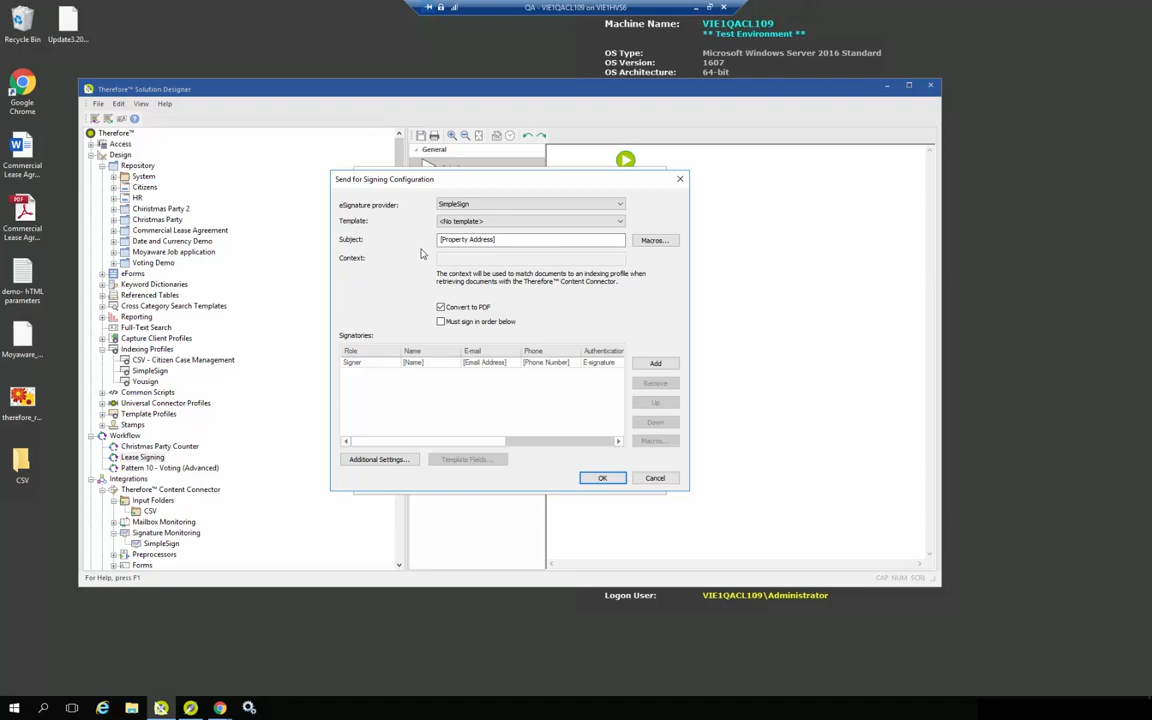 QA - VIE1QACL109 on VIE1HVS6
Recycle Bin
Update3.20...
Google Chrome
Commercial Lease Agr...
Commercial Lease Agr...
demo- hTML parameters
Moyaware_...
therefore_r...
CSV
Machine Name: VIE1QACL109
** Test Environment **
OS Type: Microsoft Windows Server 2016 Standard
OS Version: 1607
OS Architecture: 64-bit
Therefore™ Solution Designer
File Edit View Help
Therefore™
Access
Design
Repository
System
Citizens
HR
Chirstmas Party 2
Christmas Party
Commercial Lease Agreement
Date and Currency Demo
Moyaware Job application
Voting Demo
eForms
Keyword Dictionaries
Referenced Tables
Cross Category Search Templates
Reporting
Full-Text Search
Capture Client Profiles
Indexing Profiles
CSV - Citizen Case Management
SimpleSign
Yousign
Common Scripts
Universal Connector Profiles
Template Profiles
Stamps
Workflow
Christmas Party Counter
Lease Signing
Pattern 10 - Voting (Advanced)
Integrations
Therefore™ Content Connector
Input Folders
CSV
Mailbox Monitoring
Signature Monitoring
SimpleSign
Preprocessors
Forms
General
Send for Signing Configuration
eSignature provider: SimpleSign
Template: <No template>
Subject: [Property Address] Macros...
Context:
The context will be used to match documents to an indexing profile when
retrieving documents with the Therefore™ Content Connector.
Convert to PDF
Must sign in order below
Signatories:
Role Name E-mail Phone Authentication
Signer [Name] [Email Address] [Phone Number] E-signature
Add
Remove
Up
Down
Macros...
Additional Settings... Template Fields...
OK Cancel
For Help, press F1
CAP NUM SCRL
Logon User: VIE1QACL109\Administrator